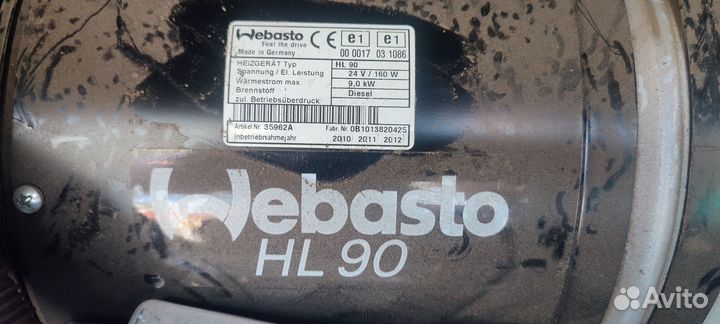 Webasto
Feel the drive
Made in Germany
CE e1 e1
00 0017 03 1086
HEIZGERÄT Typ HL 90
Spannung / El. Leistung 24 V / 160 W
Wärmestrom max. 9,0 kW
Brennstoff Diesel
zul. Betriebsüberdruck
Artikel Nr. 35962A Fabr. Nr. 0B1013820425
Inbetriebnahmejahr 2010 2011 2012
Webasto
HL 90
Avito